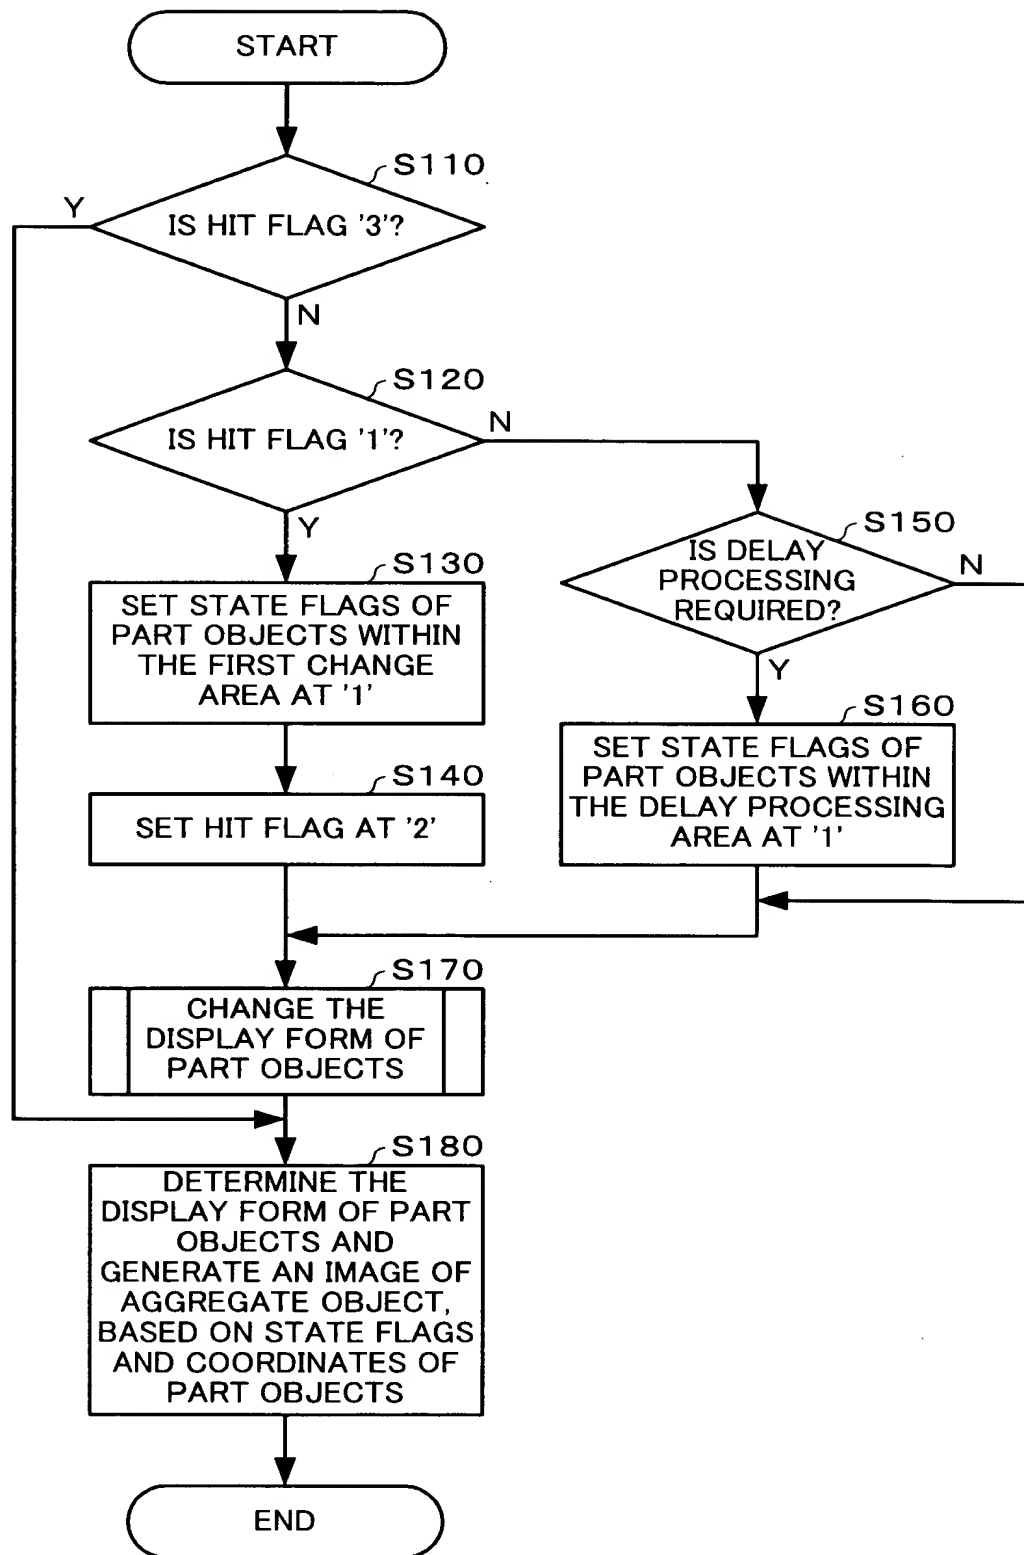 START
S110
Y
IS HIT FLAG '3'?
N
S120
N
IS HIT FLAG '1'?
Y
S130
SET STATE FLAGS OF
PART OBJECTS WITHIN
THE FIRST CHANGE
AREA AT '1'
S140
SET HIT FLAG AT '2'
S150
N
IS DELAY
PROCESSING
REQUIRED?
Y
S160
SET STATE FLAGS OF
PART OBJECTS WITHIN
THE DELAY PROCESSING
AREA AT '1'
S170
CHANGE THE
DISPLAY FORM OF
PART OBJECTS
S180
DETERMINE THE
DISPLAY FORM OF PART
OBJECTS AND
GENERATE AN IMAGE OF
AGGREGATE OBJECT,
BASED ON STATE FLAGS
AND COORDINATES OF
PART OBJECTS
END